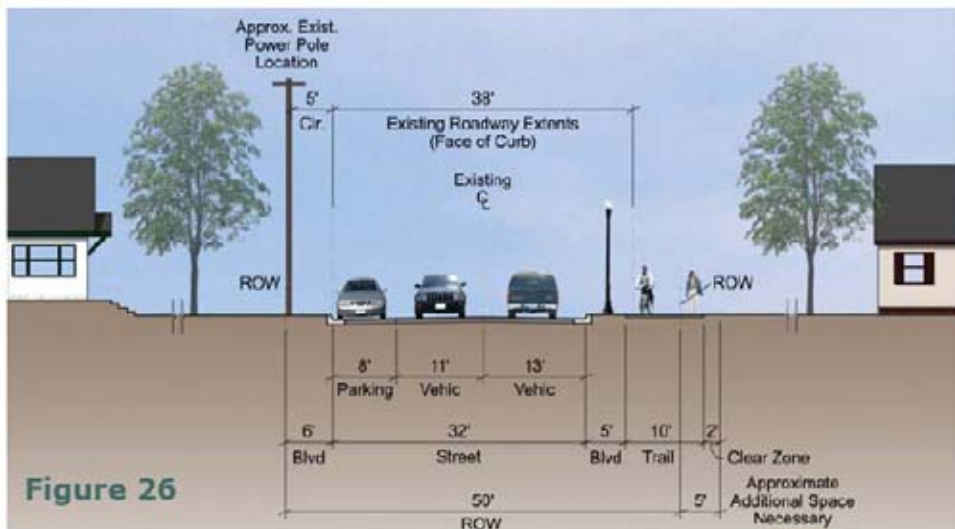 Approx. Exist.
Power Pole
Location
5'
Clr.
38'
Existing Roadway Extents
(Face of Curb)
Existing
℄
ROW
ROW
8'
Parking
11'
Vehic
13'
Vehic
6'
Blvd
32'
Street
5'
Blvd
10'
Trail
2'
Clear Zone
50'
ROW
5'
Approximate
Additional Space
Necessary
Figure 26